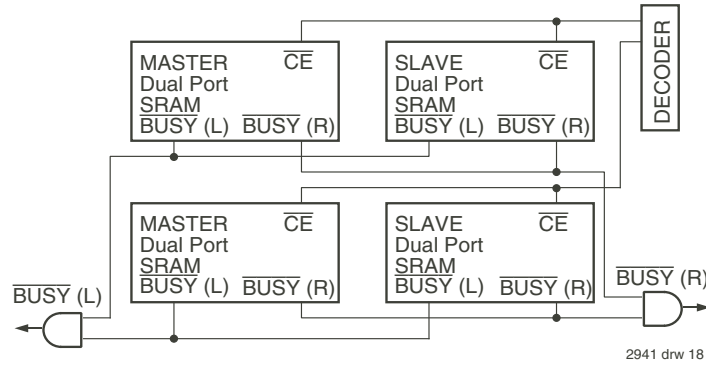 MASTER CE
Dual Port
SRAM
BUSY (L) BUSY (R)
SLAVE CE
Dual Port
SRAM
BUSY (L) BUSY (R)
DECODER
MASTER CE
Dual Port
SRAM
BUSY (L) BUSY (R)
SLAVE CE
Dual Port
SRAM
BUSY (L) BUSY (R)
BUSY (L)
BUSY (R)
2941 drw 18